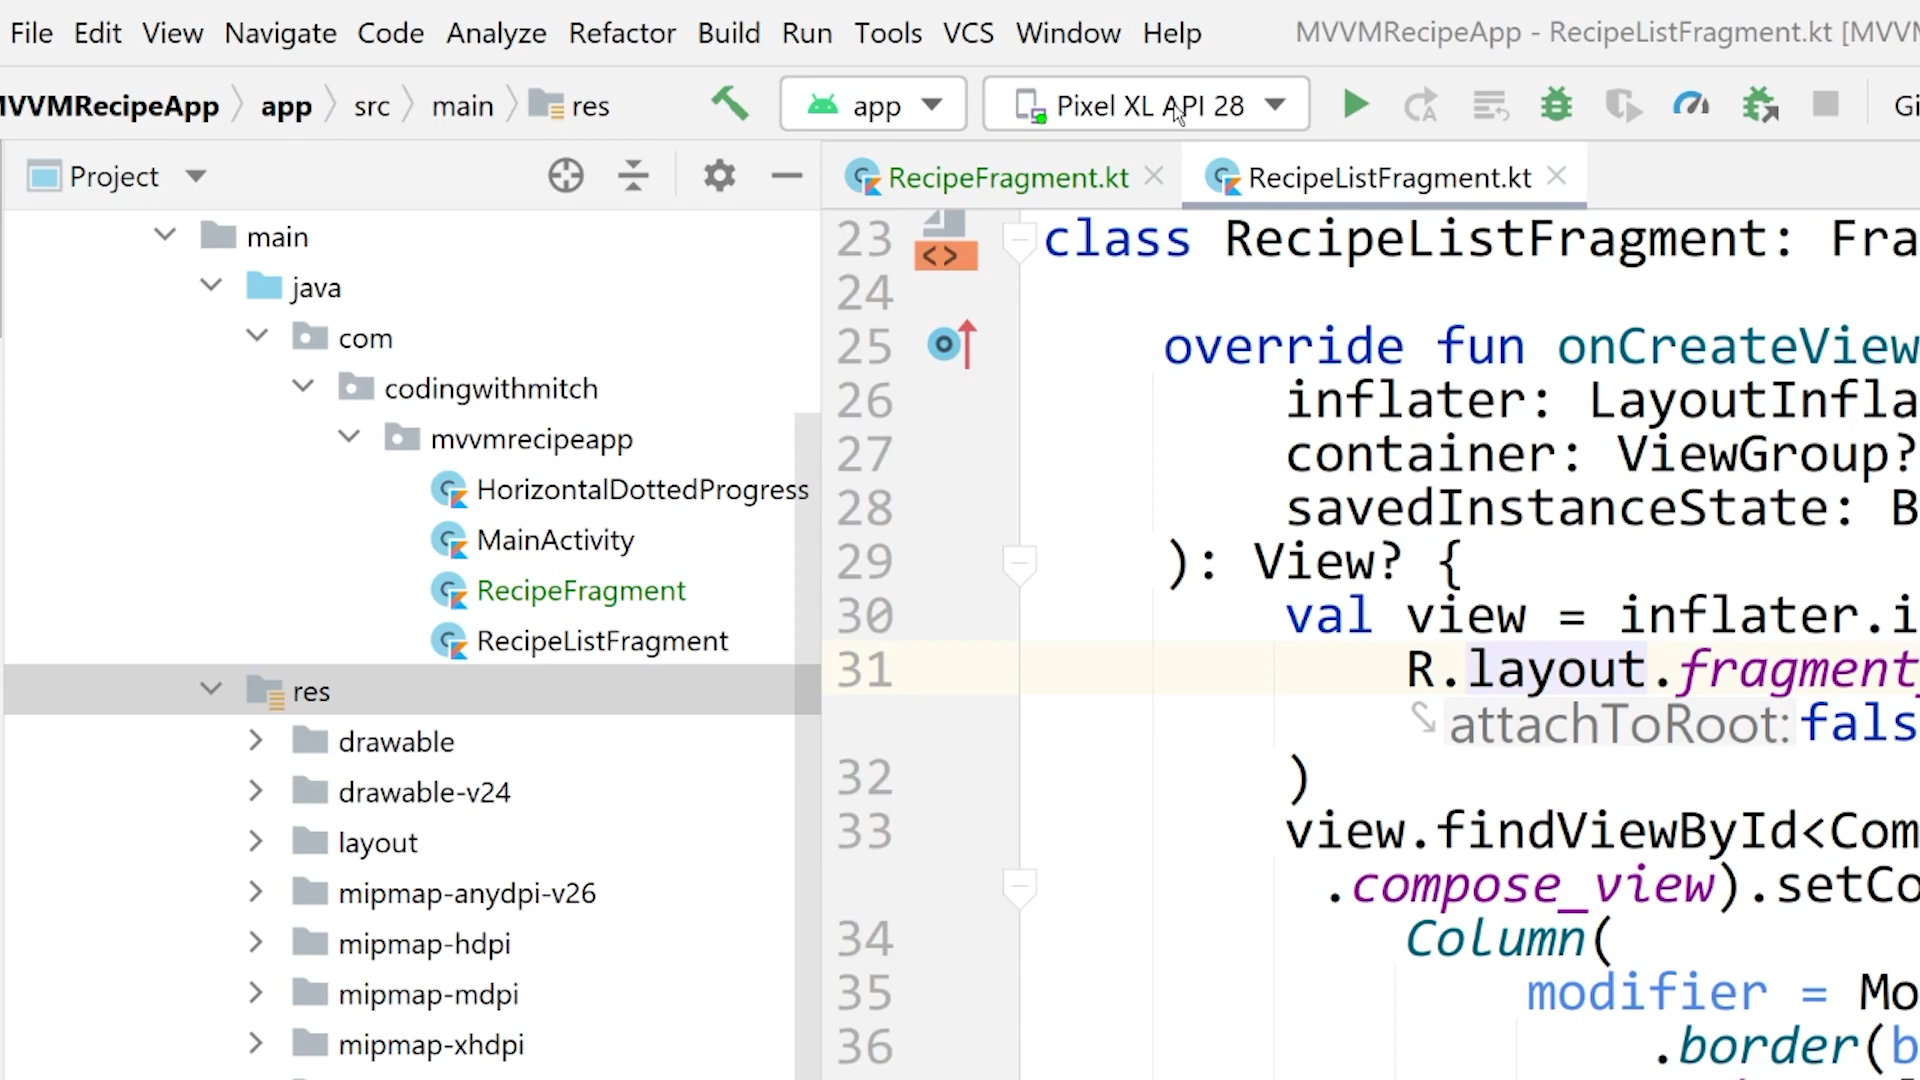 File Edit View Navigate Code Analyze Refactor Build Run Tools VCS Window Help MVVMRecipeApp - RecipeListFragment.kt [MVVM
MVVMRecipeApp app src main res app Pixel XL API 28 Gi
Project
RecipeFragment.kt RecipeListFragment.kt
main
java
com
codingwithmitch
mvvmrecipeapp
HorizontalDottedProgress
MainActivity
RecipeFragment
RecipeListFragment
res
drawable
drawable-v24
layout
mipmap-anydpi-v26
mipmap-hdpi
mipmap-mdpi
mipmap-xhdpi
23 class RecipeListFragment: Fra
24
25 override fun onCreateView
26 inflater: LayoutInfla
27 container: ViewGroup?
28 savedInstanceState: B
29 ): View? {
30 val view = inflater.i
31 R.layout.fragment_
attachToRoot: fals
32 )
33 view.findViewById<Com
.compose_view).setCo
34 Column(
35 modifier = Mo
36 .border(b